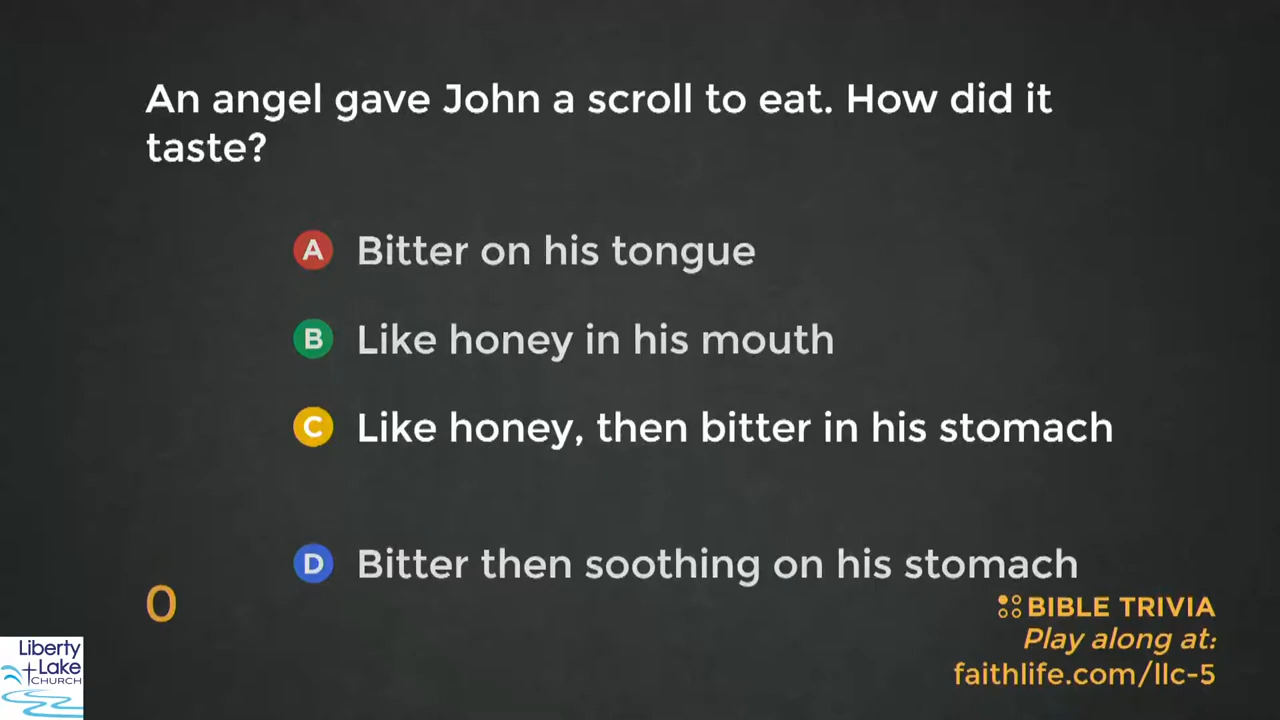 An angel gave John a scroll to eat. How did it
taste?
A Bitter on his tongue
B Like honey in his mouth
C Like honey, then bitter in his stomach
D Bitter then soothing on his stomach
0
BIBLE TRIVIA
Play along at:
faithlife.com/llc-5
Liberty
Lake
CHURCH